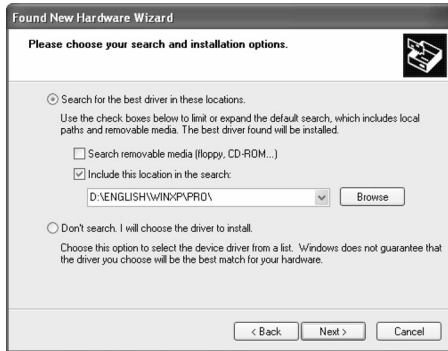 Found New Hardware Wizard
Please choose your search and installation options.
Search for the best driver in these locations.
Use the check boxes below to limit or expand the default search, which includes local
paths and removable media. The best driver found will be installed.
Search removable media (floppy, CD-ROM...)
Include this location in the search:
D:\ENGLISH\WINXP\PRO\
Browse
Don't search. I will choose the driver to install.
Choose this option to select the device driver from a list. Windows does not guarantee that
the driver you choose will be the best match for your hardware.
< Back Next > Cancel